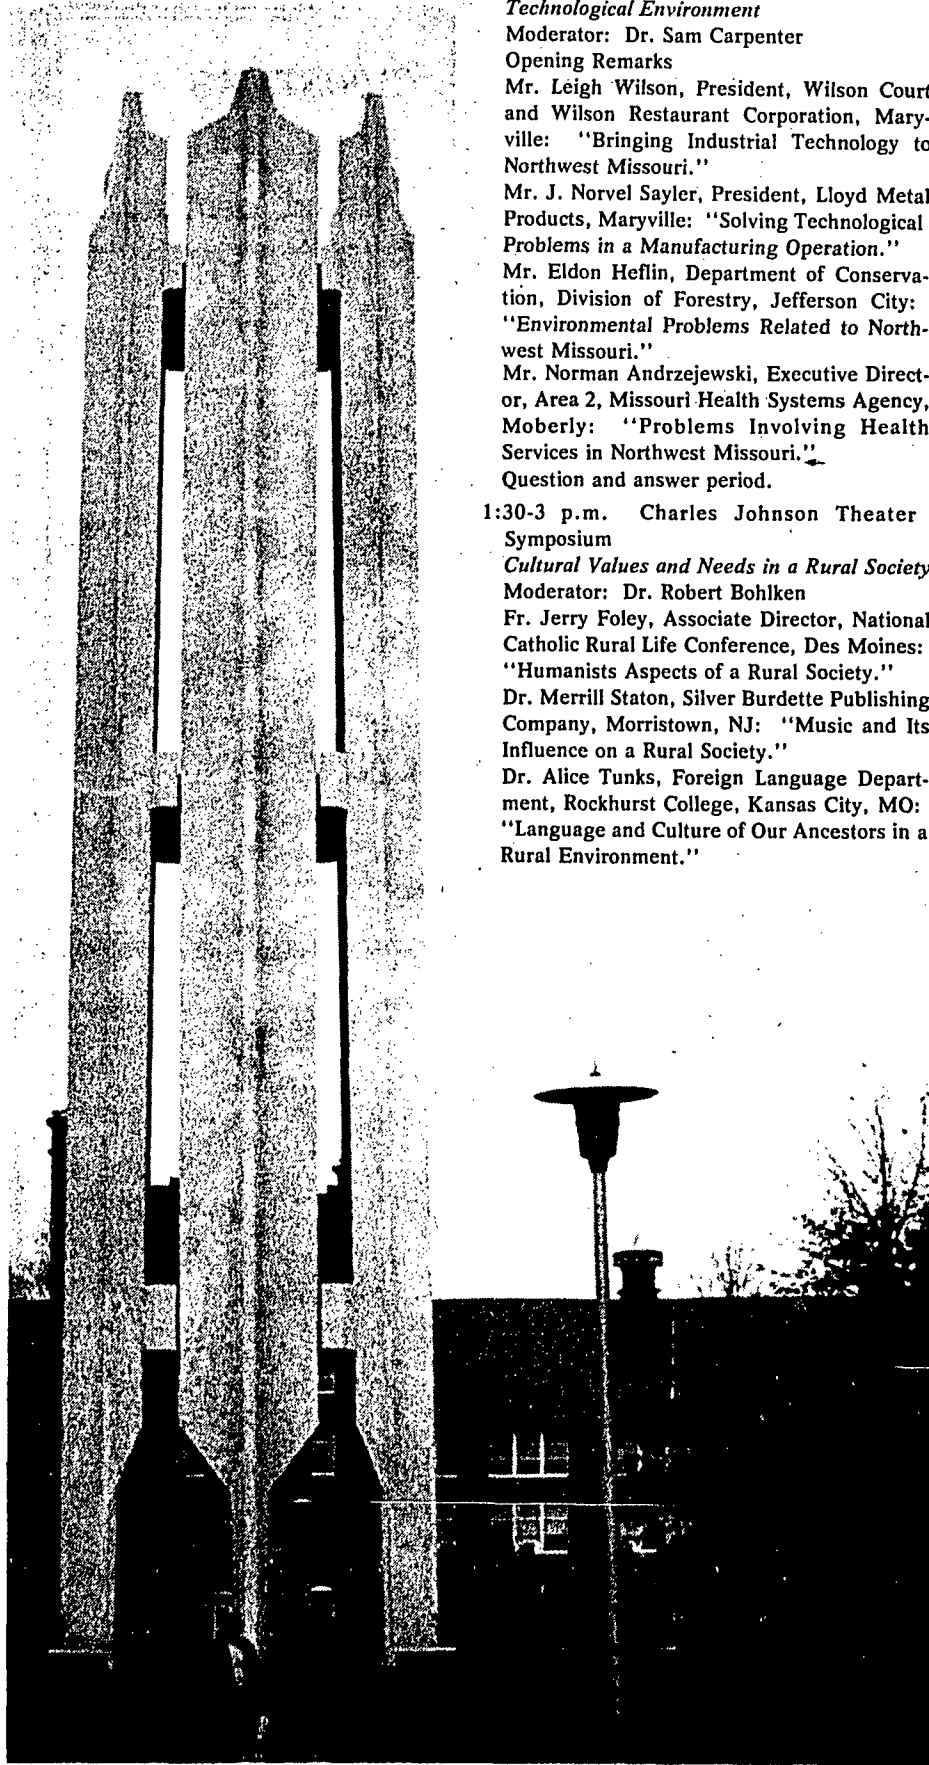 Technological Environment
Moderator: Dr. Sam Carpenter
Opening Remarks
Mr. Leigh Wilson, President, Wilson Court
and Wilson Restaurant Corporation, Mary-
ville: "Bringing Industrial Technology to
Northwest Missouri."
Mr. J. Norvel Sayler, President, Lloyd Metal
Products, Maryville: "Solving Technological
Problems in a Manufacturing Operation."
Mr. Eldon Heflin, Department of Conserva-
tion, Division of Forestry, Jefferson City:
"Environmental Problems Related to North-
west Missouri."
Mr. Norman Andrzejewski, Executive Direct-
or, Area 2, Missouri Health Systems Agency,
Moberly: "Problems Involving Health
Services in Northwest Missouri."
Question and answer period.
1:30-3 p.m. Charles Johnson Theater
Symposium
Cultural Values and Needs in a Rural Society
Moderator: Dr. Robert Bohlken
Fr. Jerry Foley, Associate Director, National
Catholic Rural Life Conference, Des Moines:
"Humanists Aspects of a Rural Society."
Dr. Merrill Staton, Silver Burdette Publishing
Company, Morristown, NJ: "Music and Its
Influence on a Rural Society."
Dr. Alice Tunks, Foreign Language Depart-
ment, Rockhurst College, Kansas City, MO:
"Language and Culture of Our Ancestors in a
Rural Environment."